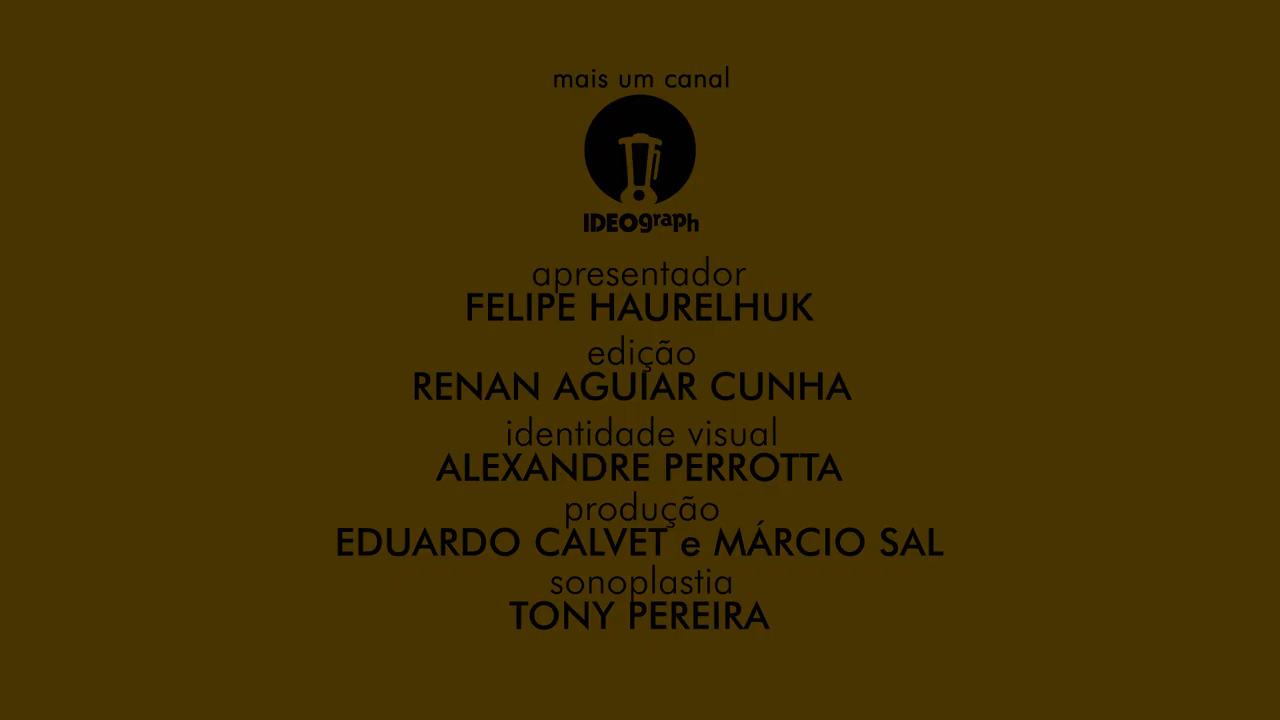 mais um canal
IDEOgraph
apresentador
FELIPE HAURELHUK
edição
RENAN AGUIAR CUNHA
identidade visual
ALEXANDRE PERROTTA
produção
EDUARDO CALVET e MÁRCIO SAL
sonoplastia
TONY PEREIRA